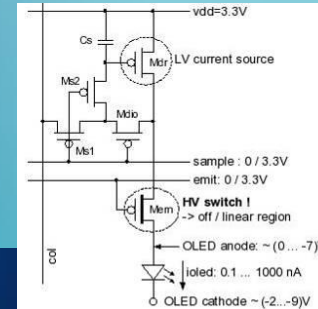 vdd=3.3V
Cs
Mdr
LV current source
Ms2
Mdio
Ms1
sample : 0 / 3.3V
emit: 0 / 3.3V
HV switch !
Mem
-> off / linear region
col
OLED anode: ~ (0 ... -7)
ioled: 0.1 ... 1000 nA
OLED cathode ~(-2...-9)V